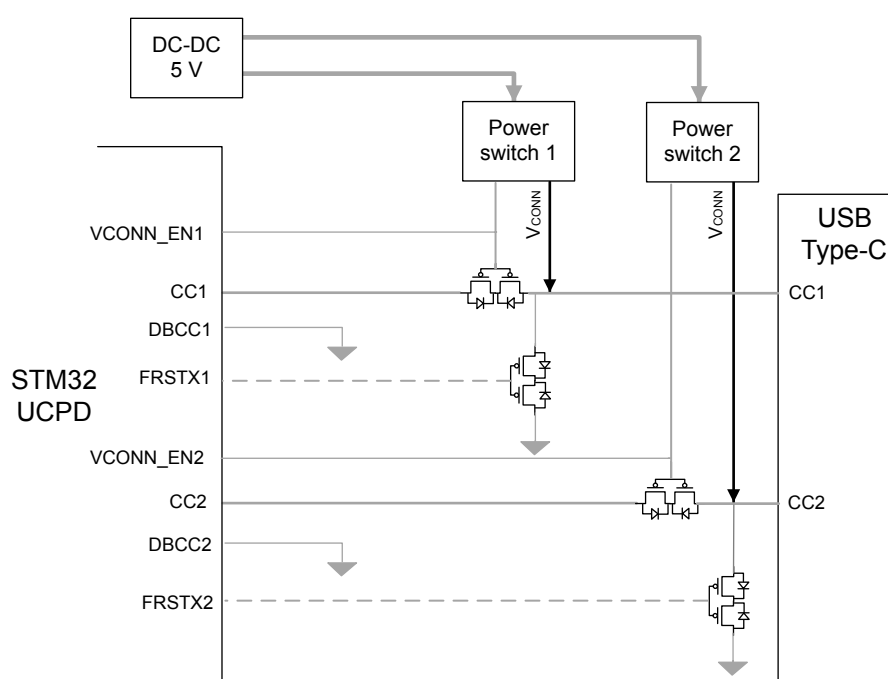 DC-DC
5 V
Power
switch 1
Power
switch 2
VCONN
VCONN
USB
Type-C
VCONN_EN1
CC1
CC1
DBCC1
STM32
UCPD
FRSTX1
VCONN_EN2
CC2
CC2
DBCC2
FRSTX2